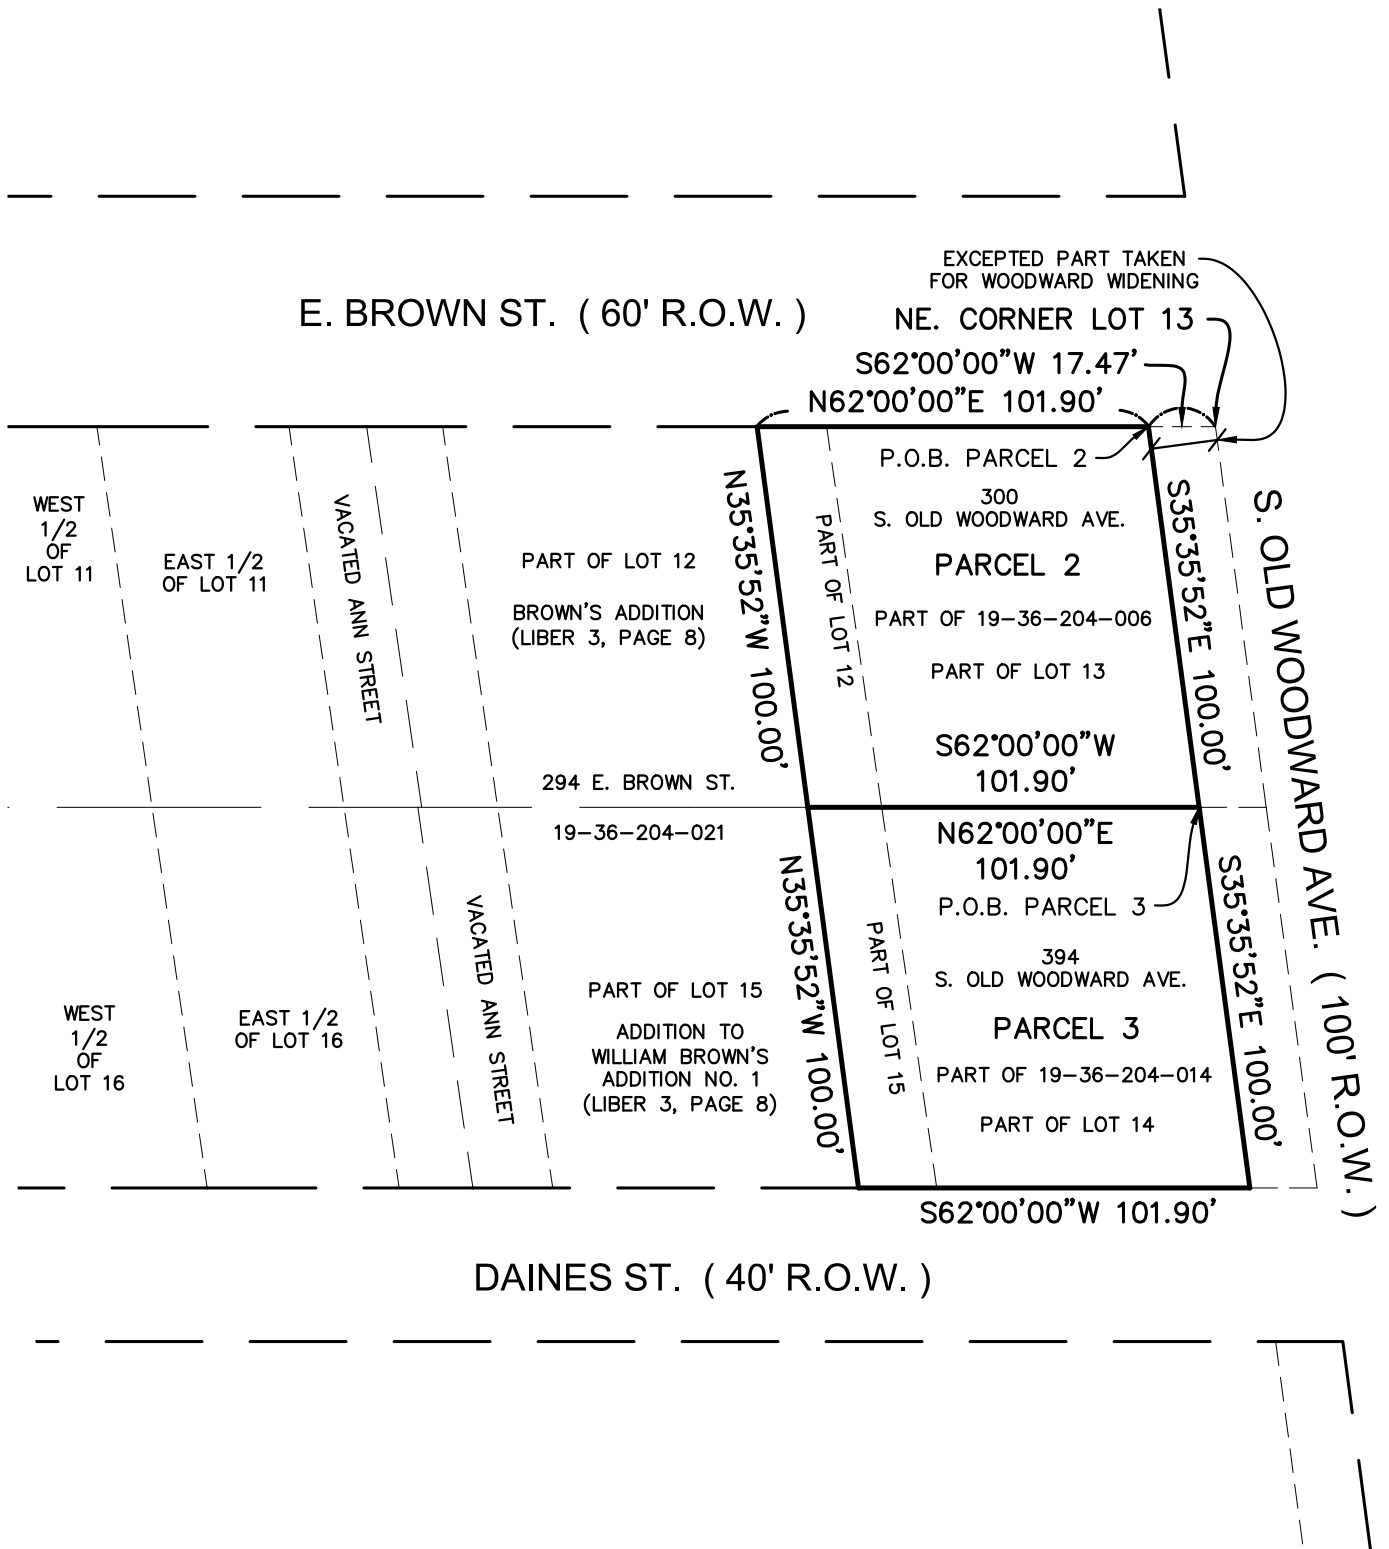 EXCEPTED PART TAKEN
FOR WOODWARD WIDENING
E. BROWN ST. ( 60' R.O.W. )
NE. CORNER LOT 13
S62°00'00"W 17.47'
N62°00'00"E 101.90'
P.O.B. PARCEL 2
300
S. OLD WOODWARD AVE.
PARCEL 2
PART OF 19-36-204-006
PART OF LOT 13
S62°00'00"W
101.90'
N35°35'52"W 100.00'
PART OF LOT 12
S35°35'52"E 100.00'
S. OLD WOODWARD AVE. ( 100' R.O.W. )
WEST
1/2
OF
LOT 11
EAST 1/2
OF LOT 11
VACATED ANN STREET
PART OF LOT 12
BROWN'S ADDITION
(LIBER 3, PAGE 8)
294 E. BROWN ST.
19-36-204-021
N62°00'00"E
101.90'
P.O.B. PARCEL 3
394
S. OLD WOODWARD AVE.
PARCEL 3
PART OF 19-36-204-014
PART OF LOT 14
N35°35'52"W 100.00'
PART OF LOT 15
S35°35'52"E 100.00'
WEST
1/2
OF
LOT 16
EAST 1/2
OF LOT 16
VACATED ANN STREET
PART OF LOT 15
ADDITION TO
WILLIAM BROWN'S
ADDITION NO. 1
(LIBER 3, PAGE 8)
S62°00'00"W 101.90'
DAINES ST. ( 40' R.O.W. )